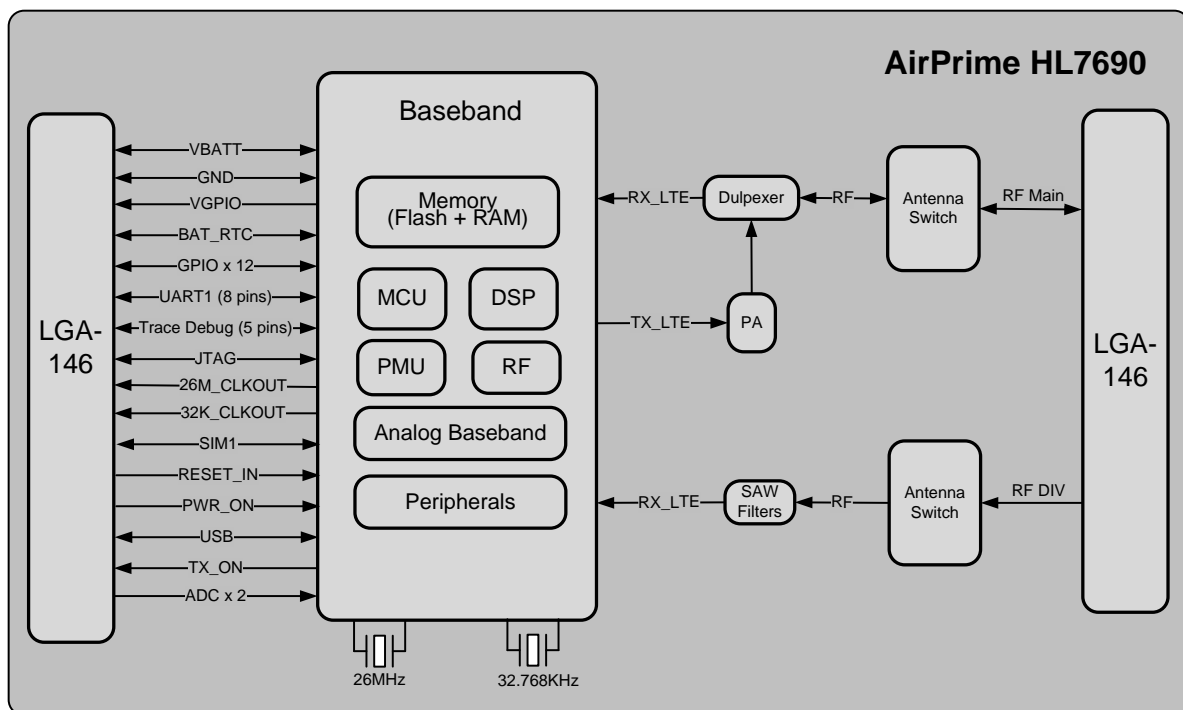 AirPrime HL7690
Baseband
LGA-
146
VBATT
GND
VGPIO
BAT_RTC
GPIO x 12
UART1 (8 pins)
Trace Debug (5 pins)
JTAG
26M_CLKOUT
32K_CLKOUT
SIM1
RESET_IN
PWR_ON
USB
TX_ON
ADC x 2
Memory
(Flash + RAM)
MCU
DSP
PMU
RF
Analog Baseband
Peripherals
26MHz
32.768KHz
RX_LTE
Dulpexer
RF
Antenna
Switch
RF Main
TX_LTE
PA
RX_LTE
SAW
Filters
RF
Antenna
Switch
RF DIV
LGA-
146